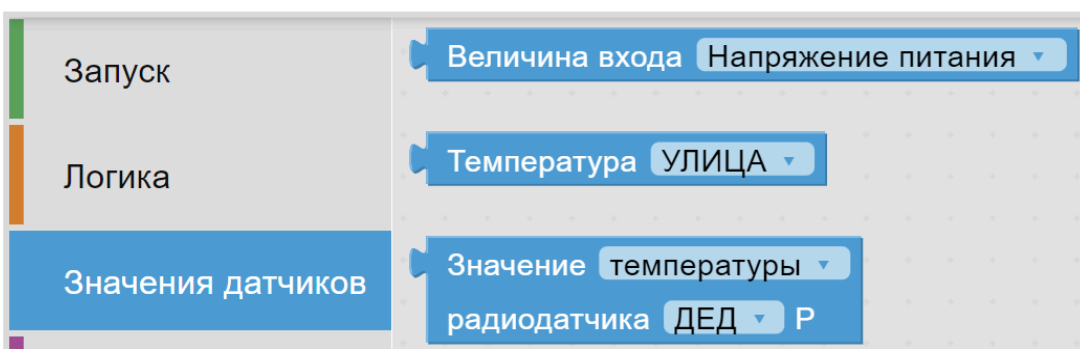 Запуск
Логика
Значения датчиков
Величина входа Напряжение питания
Температура УЛИЦА
Значение температуры
радиодатчика ДЕД Р